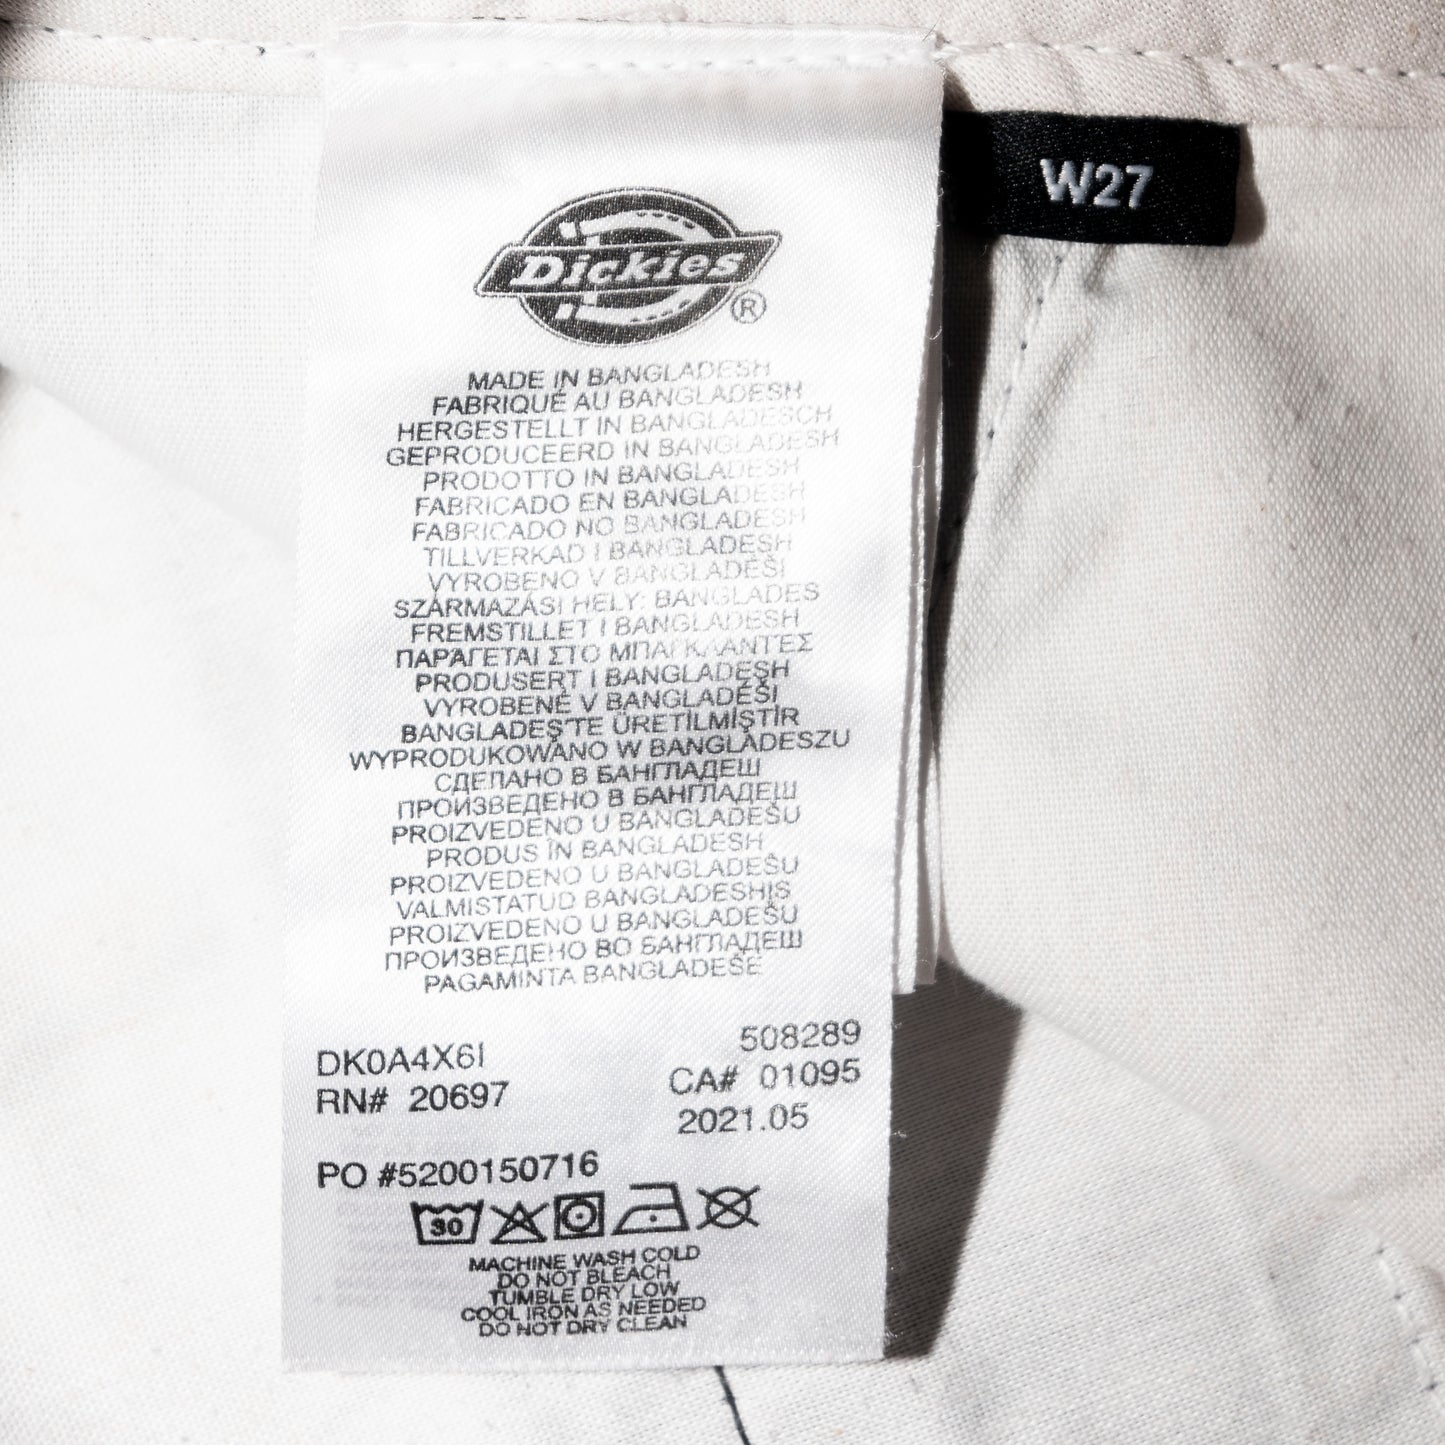 Dickies®
W27
MADE IN BANGLADESH
FABRIQUÉ AU BANGLADESH
HERGESTELLT IN BANGLADESCH
GEPRODUCEERD IN BANGLADESH
PRODOTTO IN BANGLADESH
FABRICADO EN BANGLADESH
FABRICADO NO BANGLADESH
TILLVERKAD I BANGLADESH
VYROBENO V BANGLADÉŠI
SZÁRMAZÁSI HELY: BANGLADES
FREMSTILLET I BANGLADESH
ΠΑΡΑΓΕΤΑΙ ΣΤΟ ΜΠΑΓΚΛΑΝΤΕΣ
PRODUSERT I BANGLADESH
VYROBENÉ V BANGLADÉŠI
BANGLADEŞ'TE ÜRETİLMİŞTİR
WYPRODUKOWANO W BANGLADESZU
СДЕЛАНО В БАНГЛАДЕШ
ПРОИЗВЕДЕНО В БАНГЛАДЕШ
PROIZVEDENO U BANGLADEŠU
PRODUS ÎN BANGLADESH
PROIZVEDENO U BANGLADEŠU
VALMISTATUD BANGLADESHIS
PROIZVEDENO U BANGLADEŠU
ПРОИЗВЕДЕНО ВО БАНГЛАДЕШ
PAGAMINTA BANGLADEŠE
508289
DK0A4X6I
CA# 01095
RN# 20697
2021.05
PO #5200150716
30
MACHINE WASH COLD
DO NOT BLEACH
TUMBLE DRY LOW
COOL IRON AS NEEDED
DO NOT DRY CLEAN